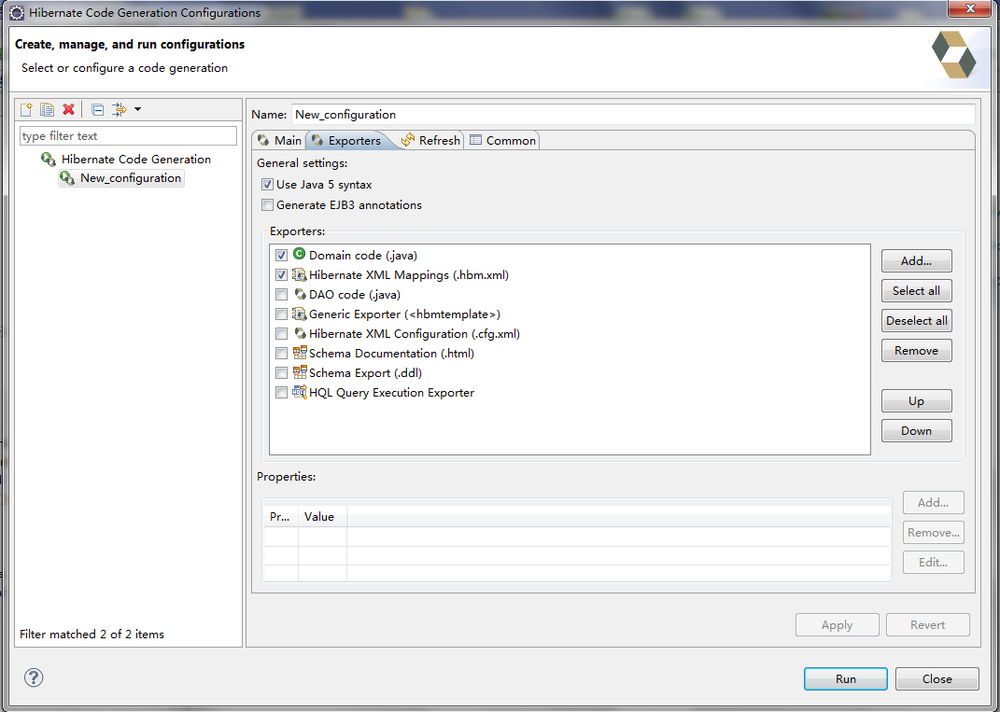 Hibernate Code Generation Configurations
Create, manage, and run configurations
Select or configure a code generation
type filter text
Hibernate Code Generation
New_configuration
Filter matched 2 of 2 items
Name: New_configuration
Main Exporters Refresh Common
General settings:
Use Java 5 syntax
Generate EJB3 annotations
Exporters:
Domain code (.java)
Hibernate XML Mappings (.hbm.xml)
DAO code (.java)
Generic Exporter (<hbmtemplate>)
Hibernate XML Configuration (.cfg.xml)
Schema Documentation (.html)
Schema Export (.ddl)
HQL Query Execution Exporter
Add...
Select all
Deselect all
Remove
Up
Down
Properties:
Pr... Value
Add...
Remove...
Edit...
Apply Revert
Run Close